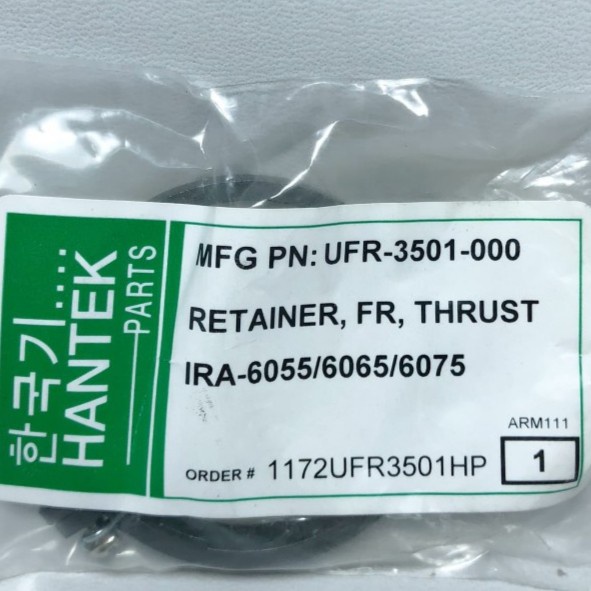 한국기....
HANTEK
PARTS
MFG PN: UFR-3501-000
RETAINER, FR, THRUST
IRA-6055/6065/6075
ARM111
ORDER # 1172UFR3501HP 1